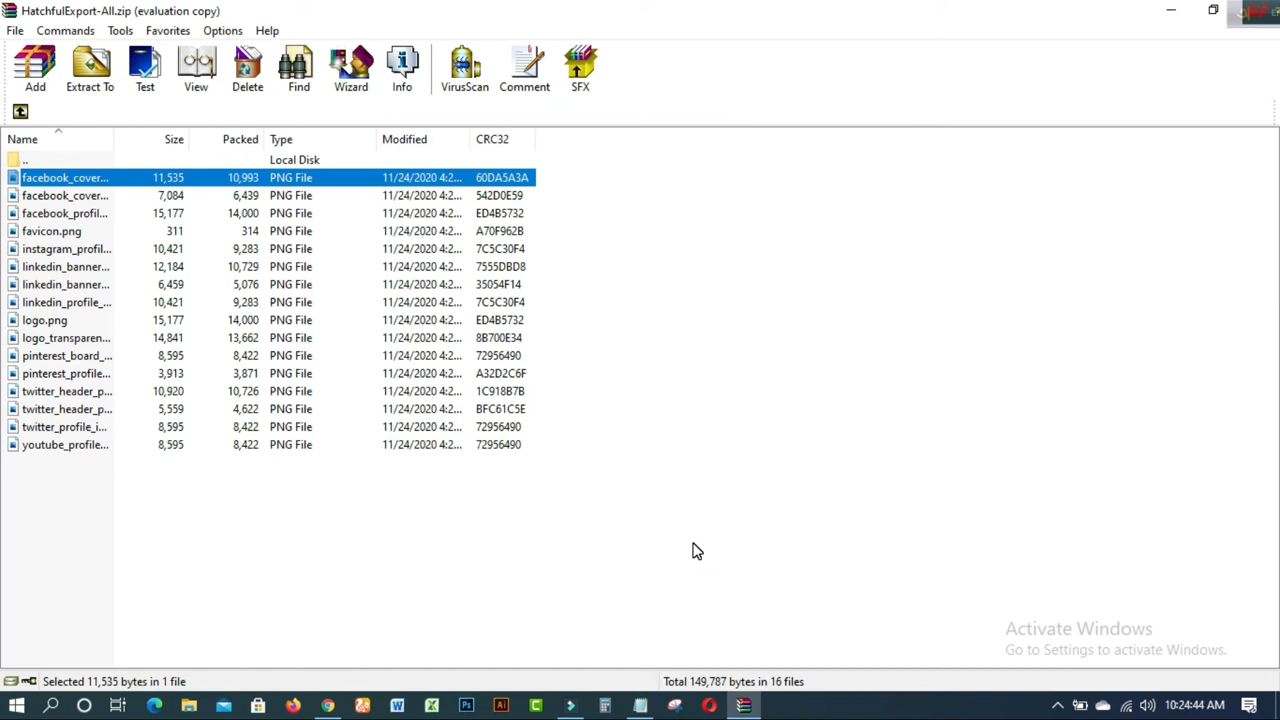 HatchfulExport-All.zip (evaluation copy)
File Commands Tools Favorites Options Help
Add Extract To Test View Delete Find Wizard Info VirusScan Comment SFX
Name Size Packed Type Modified CRC32
.. Local Disk
facebook_cover... 11,535 10,993 PNG File 11/24/2020 4:2... 60DA5A3A
facebook_cover... 7,084 6,439 PNG File 11/24/2020 4:2... 542D0E59
facebook_profil... 15,177 14,000 PNG File 11/24/2020 4:2... ED4B5732
favicon.png 311 314 PNG File 11/24/2020 4:2... A70F962B
instagram_profil... 10,421 9,283 PNG File 11/24/2020 4:2... 7C5C30F4
linkedin_banner... 12,184 10,729 PNG File 11/24/2020 4:2... 7555DBD8
linkedin_banner... 6,459 5,076 PNG File 11/24/2020 4:2... 35054F14
linkedin_profile_... 10,421 9,283 PNG File 11/24/2020 4:2... 7C5C30F4
logo.png 15,177 14,000 PNG File 11/24/2020 4:2... ED4B5732
logo_transparen... 14,841 13,662 PNG File 11/24/2020 4:2... 8B700E34
pinterest_board_... 8,595 8,422 PNG File 11/24/2020 4:2... 72956490
pinterest_profile... 3,913 3,871 PNG File 11/24/2020 4:2... A32D2C6F
twitter_header_p... 10,920 10,726 PNG File 11/24/2020 4:2... 1C918B7B
twitter_header_p... 5,559 4,622 PNG File 11/24/2020 4:2... BFC61C5E
twitter_profile_i... 8,595 8,422 PNG File 11/24/2020 4:2... 72956490
youtube_profile... 8,595 8,422 PNG File 11/24/2020 4:2... 72956490
Activate Windows
Go to Settings to activate Windows.
Selected 11,535 bytes in 1 file Total 149,787 bytes in 16 files
Ps Ai C 10:24:44 AM